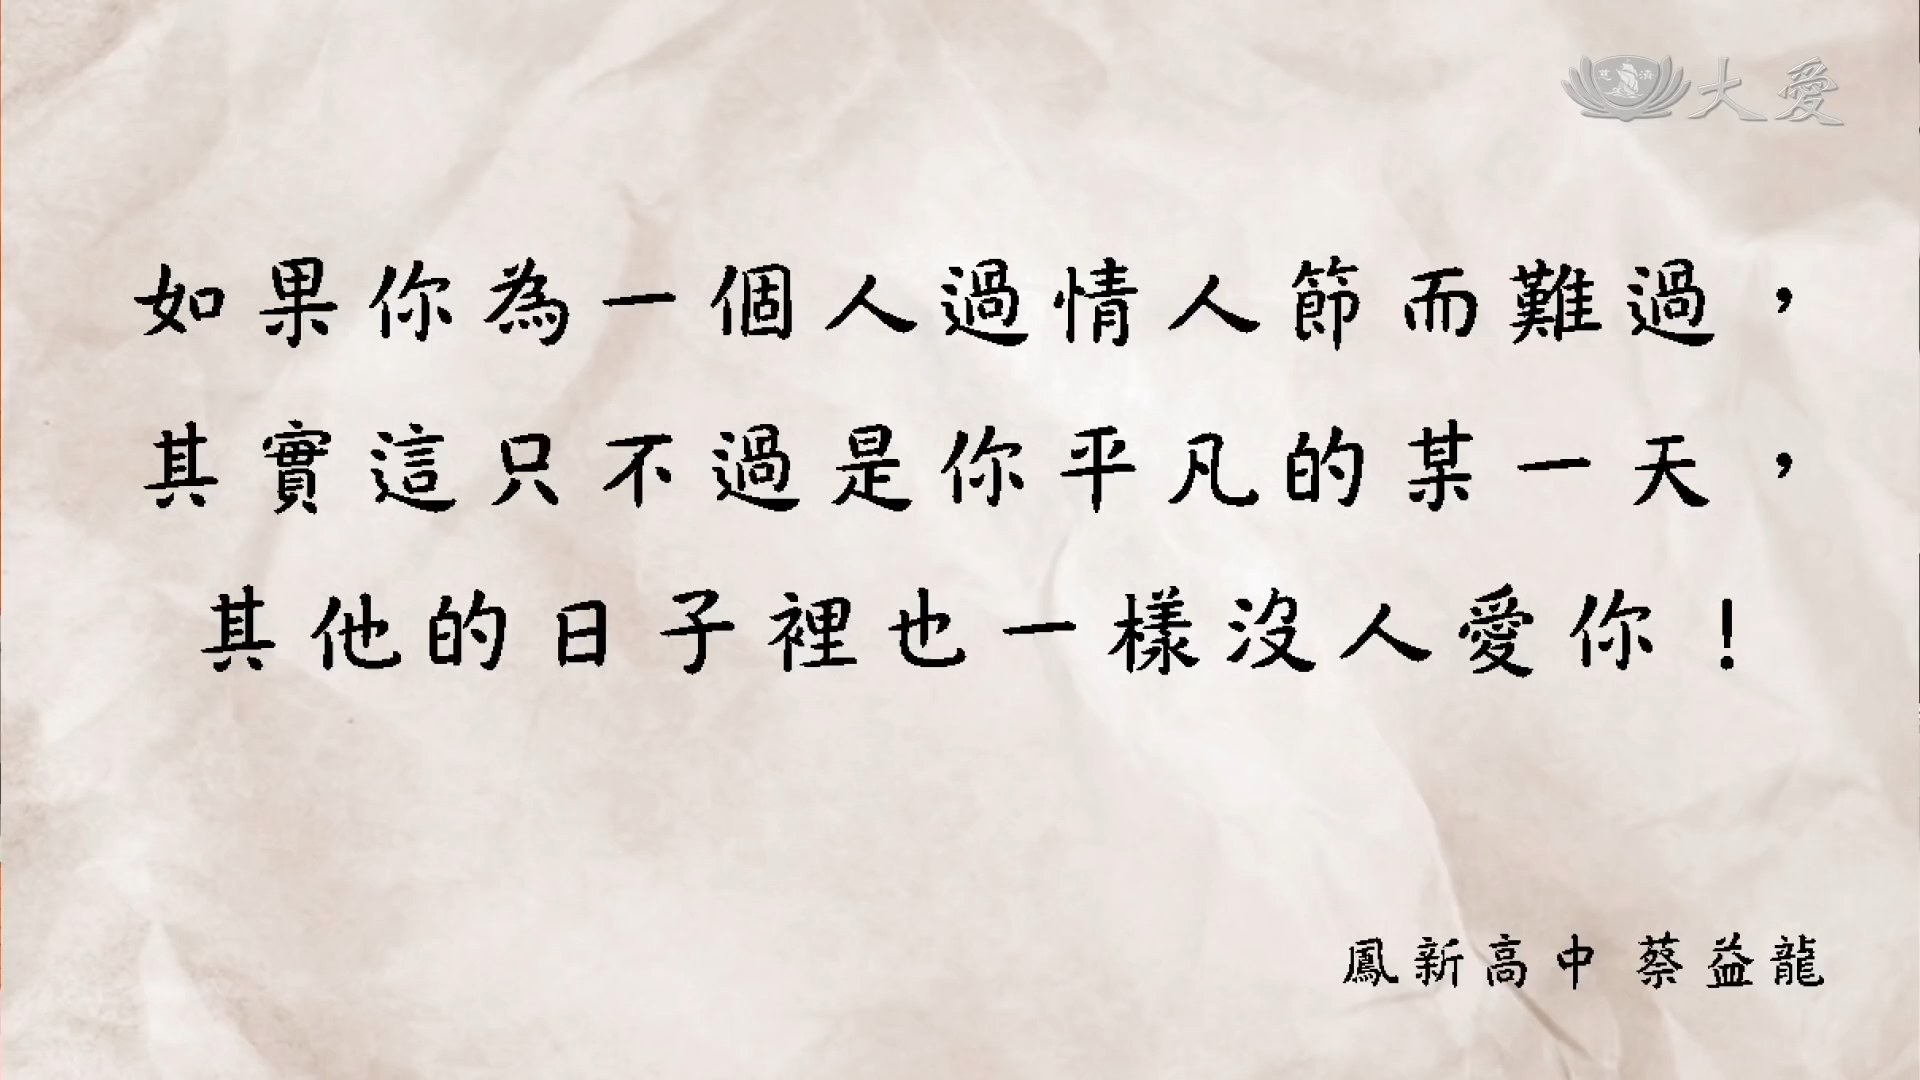 慈濟 大愛
如果你為一個人過情人節而難過，
其實這只不過是你平凡的某一天，
其他的日子裡也一樣沒人愛你！
鳳新高中 蔡益龍